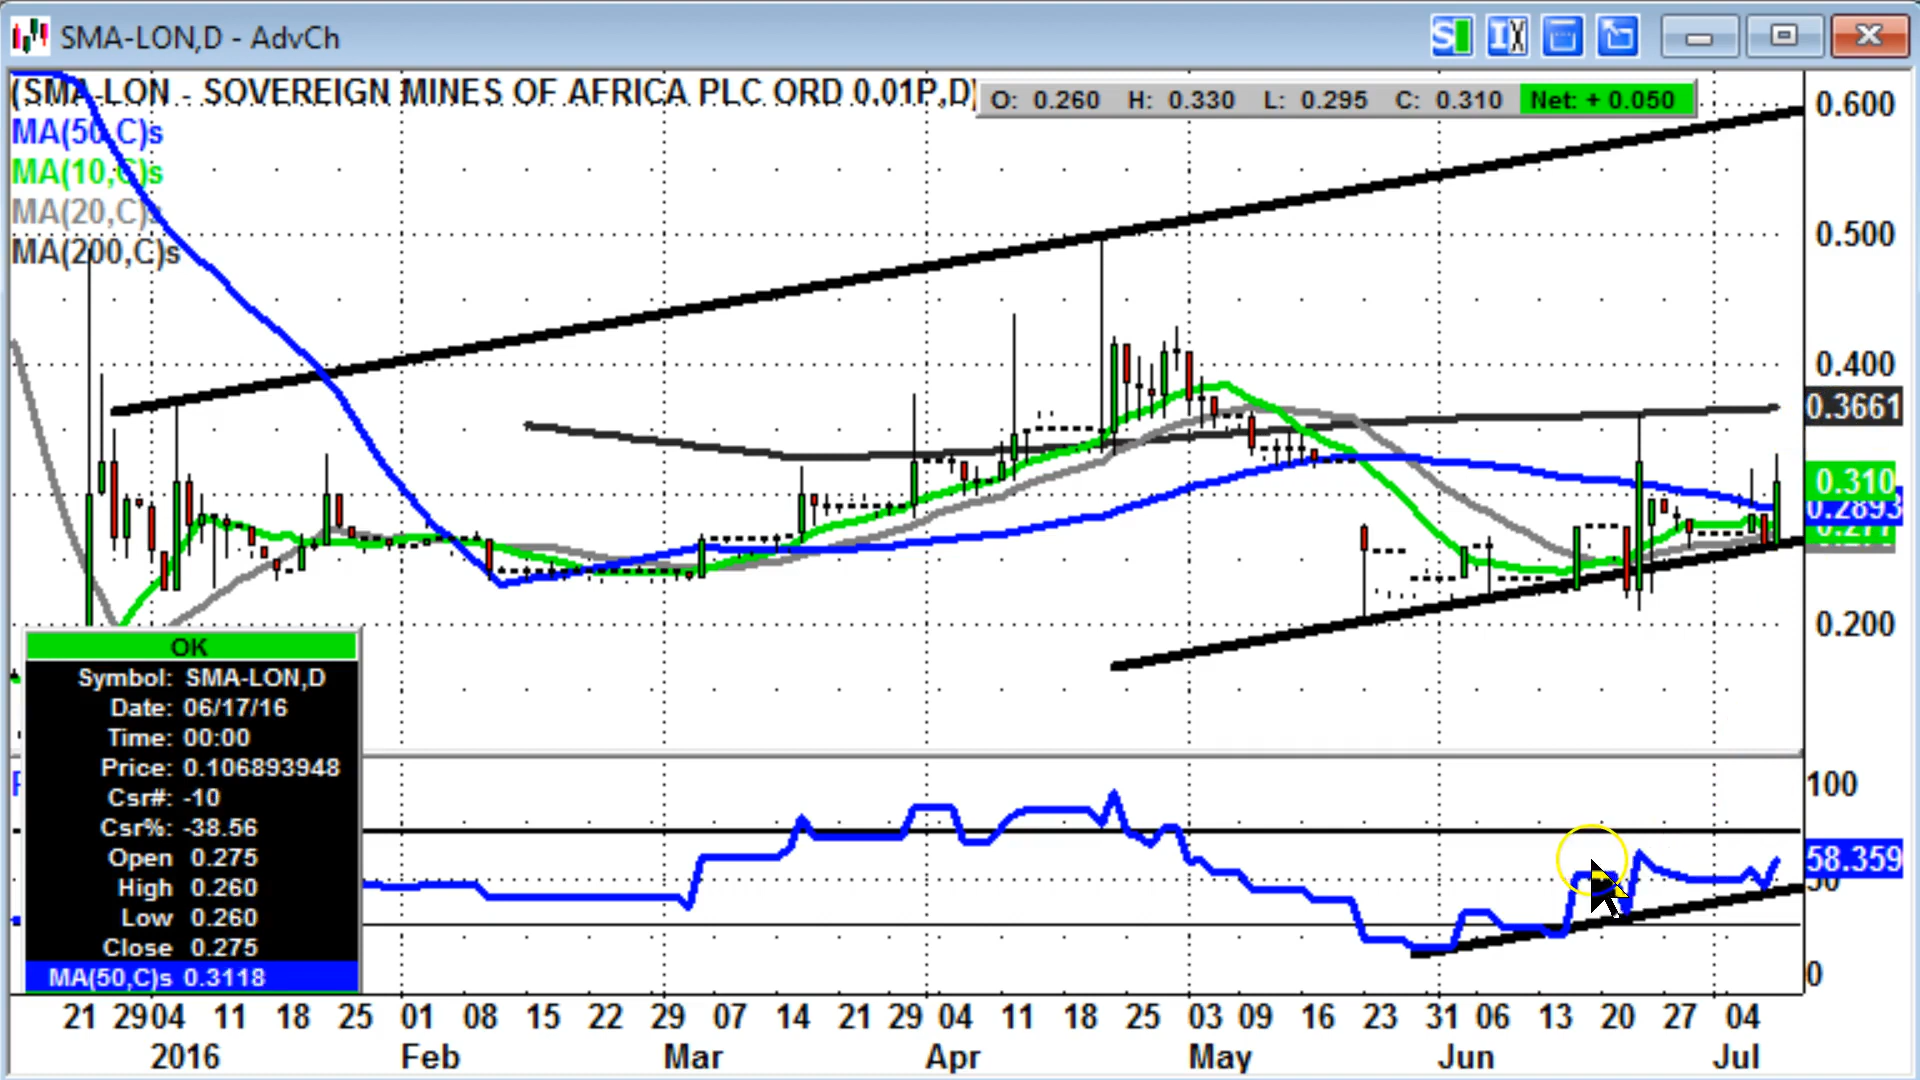 SMA-LON,D - AdvCh
(SMA-LON - SOVEREIGN MINES OF AFRICA PLC ORD 0.01P,D)
O: 0.260 H: 0.330 L: 0.295 C: 0.310 Net: + 0.050
MA(50,C)s
MA(10,C)s
MA(20,C)s
MA(200,C)s
0.600
0.500
0.400
0.3661
0.310
0.2893
0.200
OK
Symbol: SMA-LON,D
Date: 06/17/16
Time: 00:00
Price: 0.106893948
Csr#: -10
Csr%: -38.56
Open 0.275
High 0.260
Low 0.260
Close 0.275
MA(50,C)s 0.3118
100
58.359
50
0
21 29 04 11 18 25 01 08 15 22 29 07 14 21 29 04 11 18 25 03 09 16 23 31 06 13 20 27 04
2016 Feb Mar Apr May Jun Jul